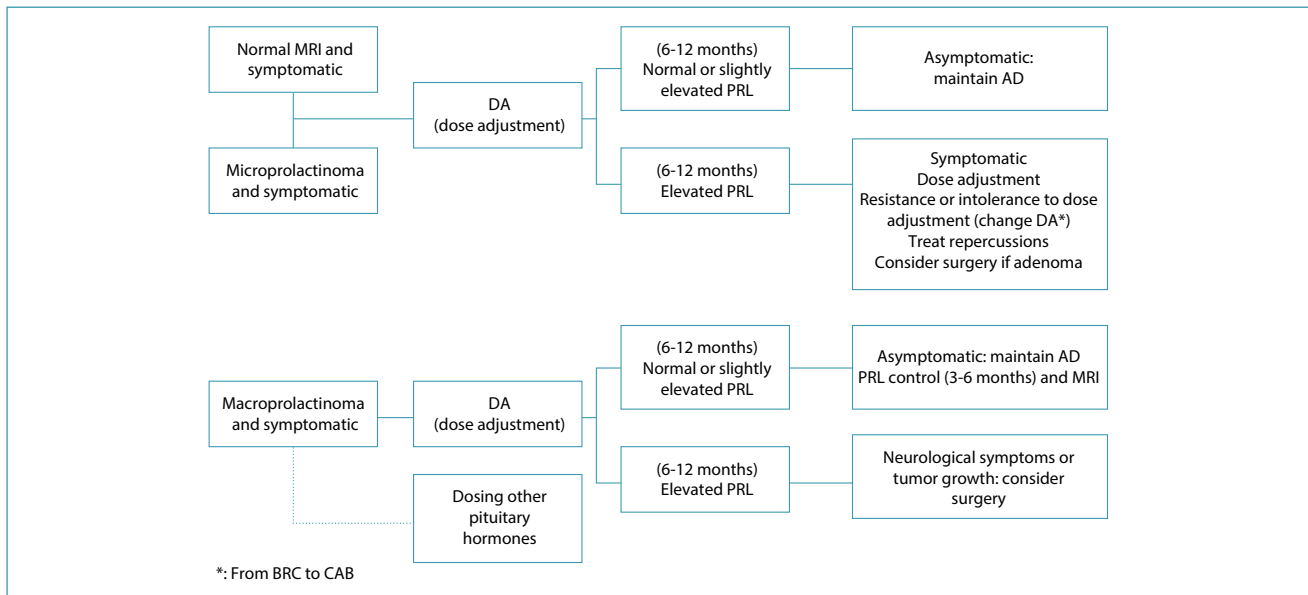 Normal MRI and
symptomatic
Microprolactinoma
and symptomatic
DA
(dose adjustment)
(6-12 months)
Normal or slightly
elevated PRL
Asymptomatic:
maintain AD
(6-12 months)
Elevated PRL
Symptomatic
Dose adjustment
Resistance or intolerance to dose
adjustment (change DA*)
Treat repercussions
Consider surgery if adenoma
Macroprolactinoma
and symptomatic
DA
(dose adjustment)
Dosing other
pituitary
hormones
(6-12 months)
Normal or slightly
elevated PRL
Asymptomatic: maintain AD
PRL control (3-6 months) and MRI
(6-12 months)
Elevated PRL
Neurological symptoms or
tumor growth: consider
surgery
*: From BRC to CAB